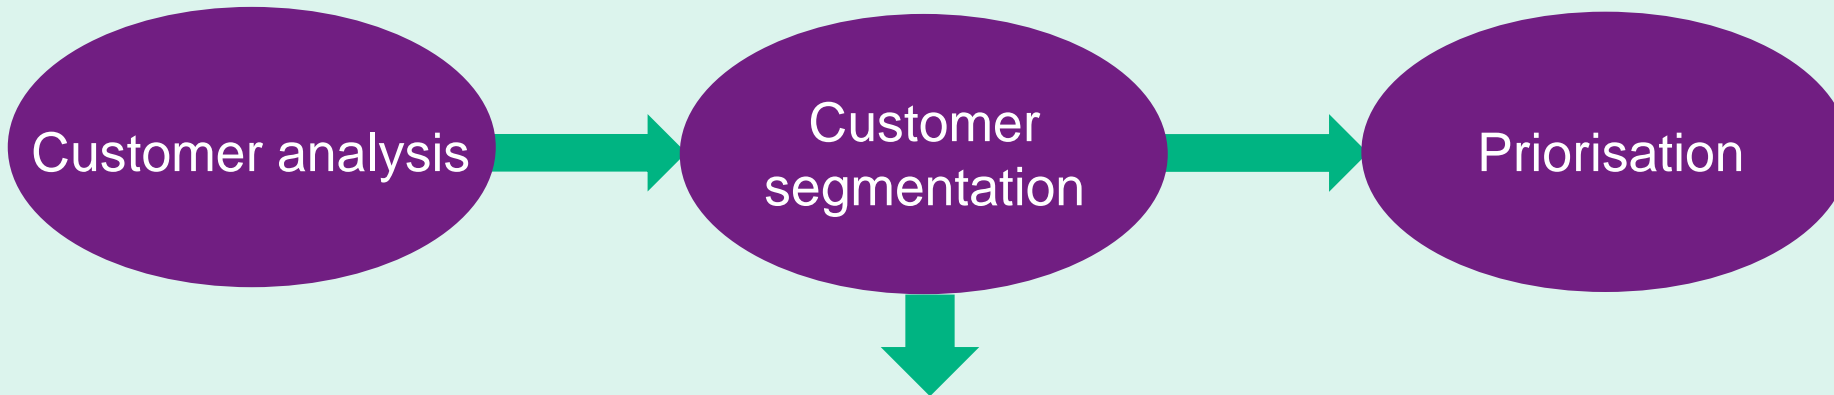 Customer analysis
Customer
segmentation
Priorisation